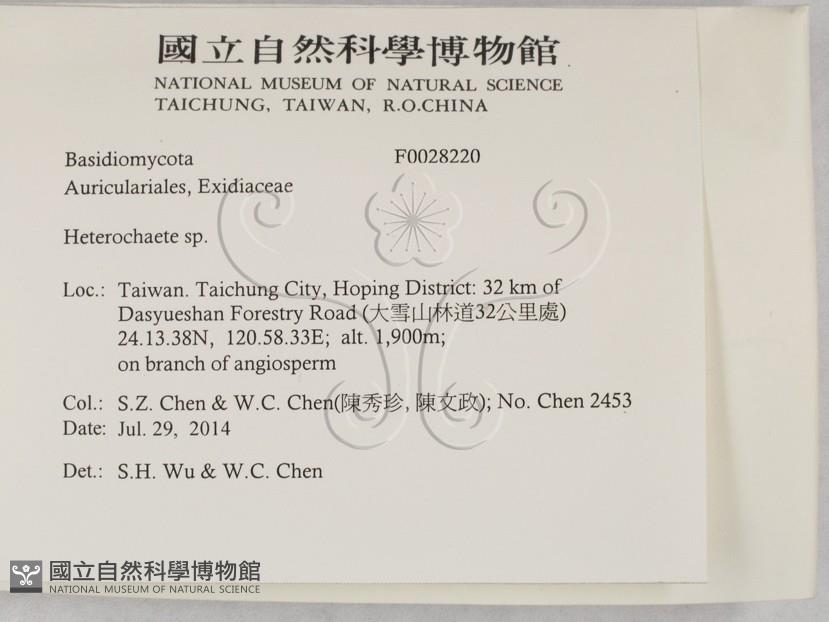 國立自然科學博物館
NATIONAL MUSEUM OF NATURAL SCIENCE
TAICHUNG, TAIWAN, R.O.CHINA
Basidiomycota F0028220
Auriculariales, Exidiaceae
Heterochaete sp.
Loc.: Taiwan. Taichung City, Hoping District: 32 km of
Dasyueshan Forestry Road (大雪山林道32公里處)
24.13.38N, 120.58.33E; alt. 1,900m;
on branch of angiosperm
Col.: S.Z. Chen & W.C. Chen(陳秀珍, 陳文政); No. Chen 2453
Date: Jul. 29, 2014
Det.: S.H. Wu & W.C. Chen
國立自然科學博物館
NATIONAL MUSEUM OF NATURAL SCIENCE